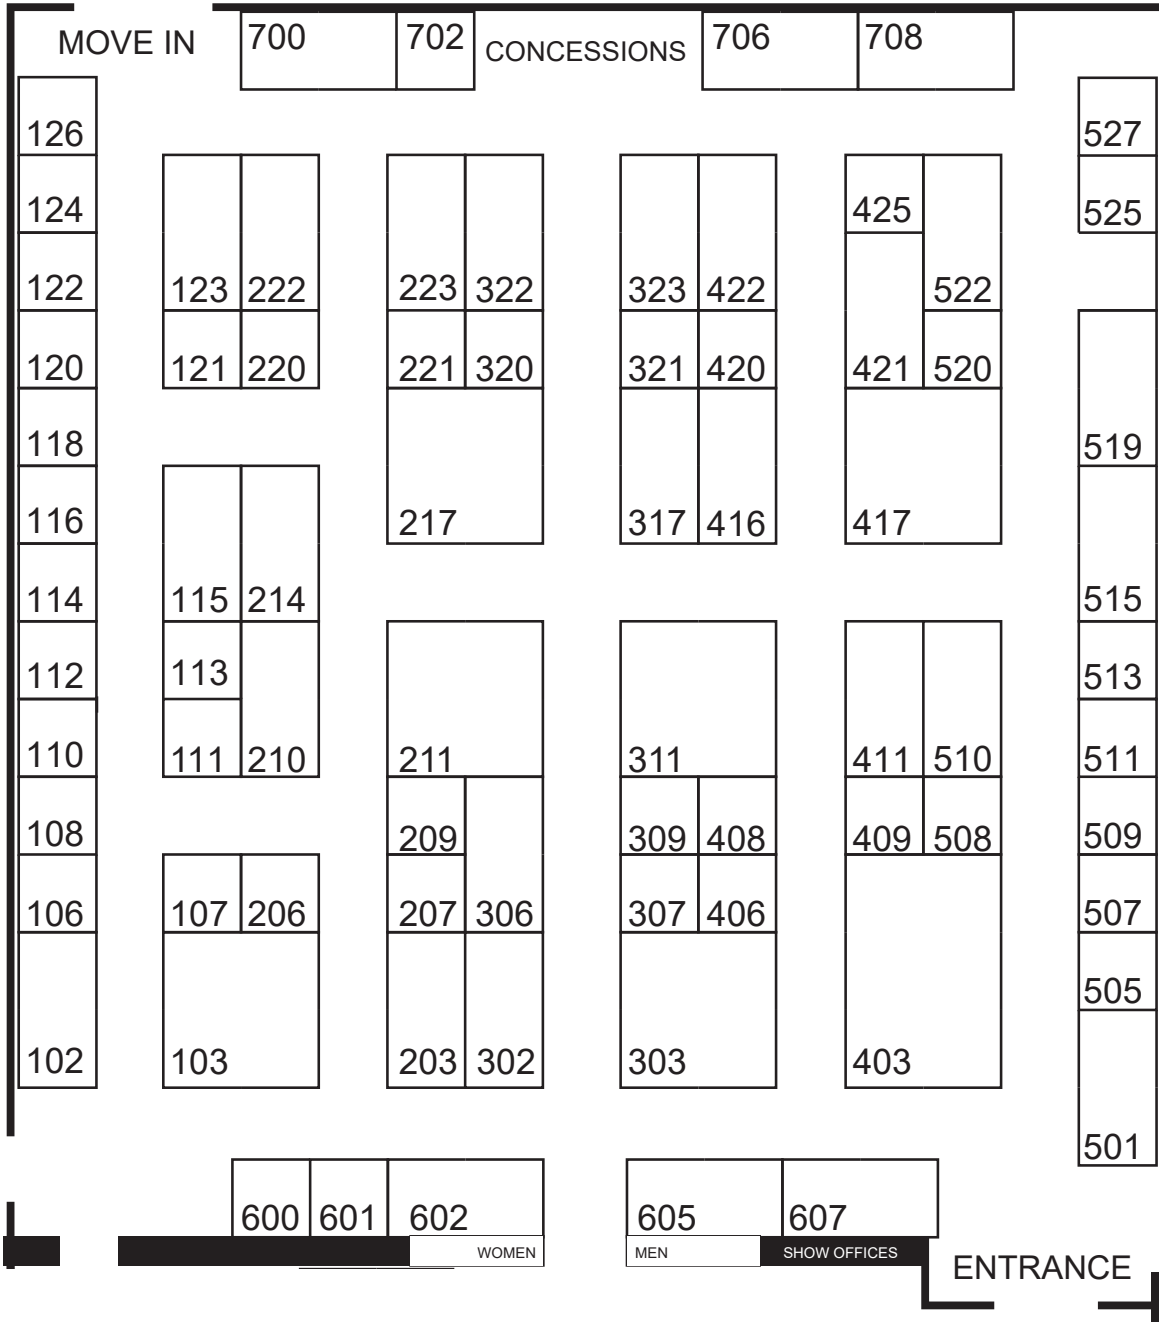 MOVE IN 700 702 CONCESSIONS 706 708
126 527
124 425 525
122 123 222 223 322 323 422 522
120 121 220 221 320 321 420 421 520
118 519
116 217 317 416 417
114 115 214 515
112 113 513
110 111 210 211 311 411 510 511
108 209 309 408 409 508 509
106 107 206 207 306 307 406 507
505
102 103 203 302 303 403
501
600 601 602 605 607
WOMEN MEN SHOW OFFICES
ENTRANCE